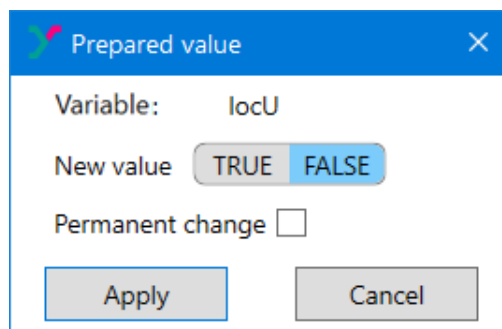 Prepared value
Variable: locU
New value TRUE FALSE
Permanent change
Apply Cancel